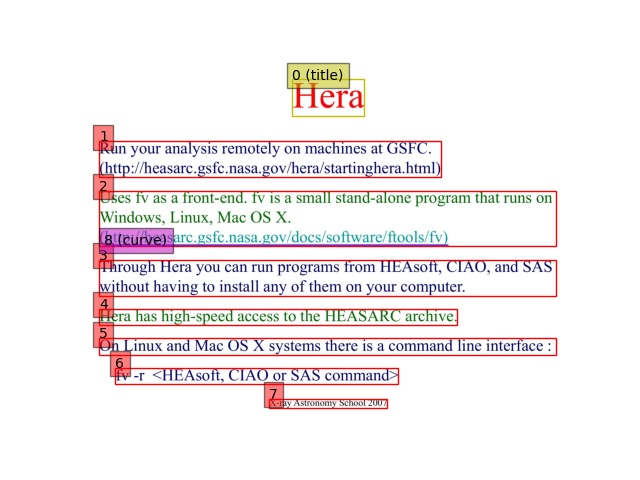 0 (title)
Hera
1
Run your analysis remotely on machines at GSFC.
(http://heasarc.gsfc.nasa.gov/hera/startinghera.html)
2
Uses fv as a front-end. fv is a small stand-alone program that runs on
Windows, Linux, Mac OS X.
(http://heasarc.gsfc.nasa.gov/docs/software/ftools/fv)
8 (curve)
3
Through Hera you can run programs from HEAsoft, CIAO, and SAS
without having to install any of them on your computer.
4
Hera has high-speed access to the HEASARC archive.
5
On Linux and Mac OS X systems there is a command line interface :
6
fv -r <HEAsoft, CIAO or SAS command>
7
X-ray Astronomy School 2007